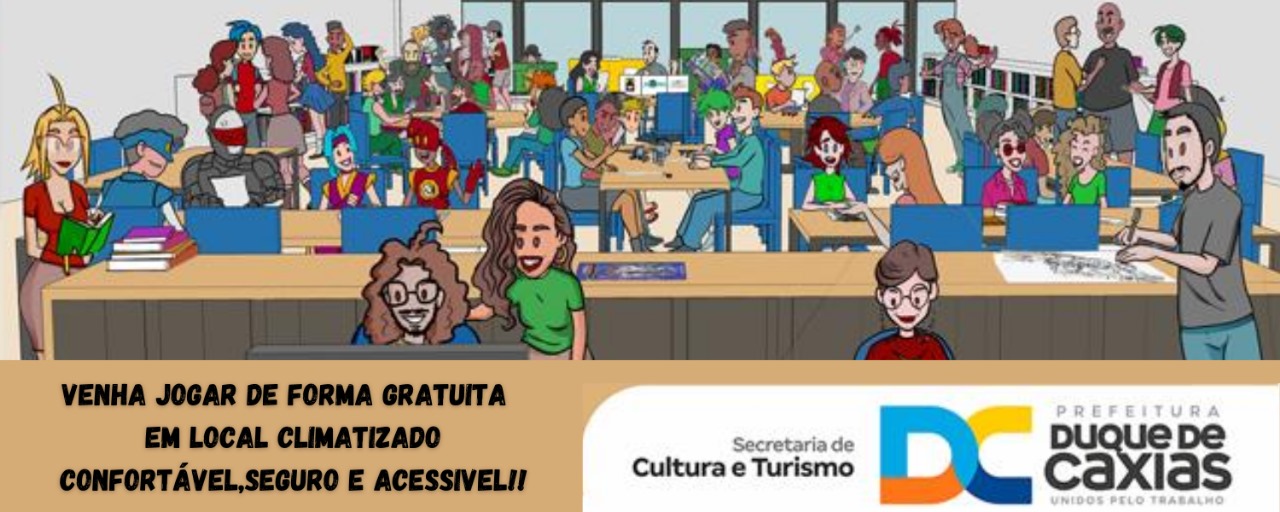 VENHA JOGAR DE FORMA GRATUITA
EM LOCAL CLIMATIZADO
CONFORTÁVEL,SEGURO E ACESSIVEL!!
Secretaria de
Cultura e Turismo
DC
PREFEITURA
DUQUE DE
CAXIAS
UNIDOS PELO TRABALHO